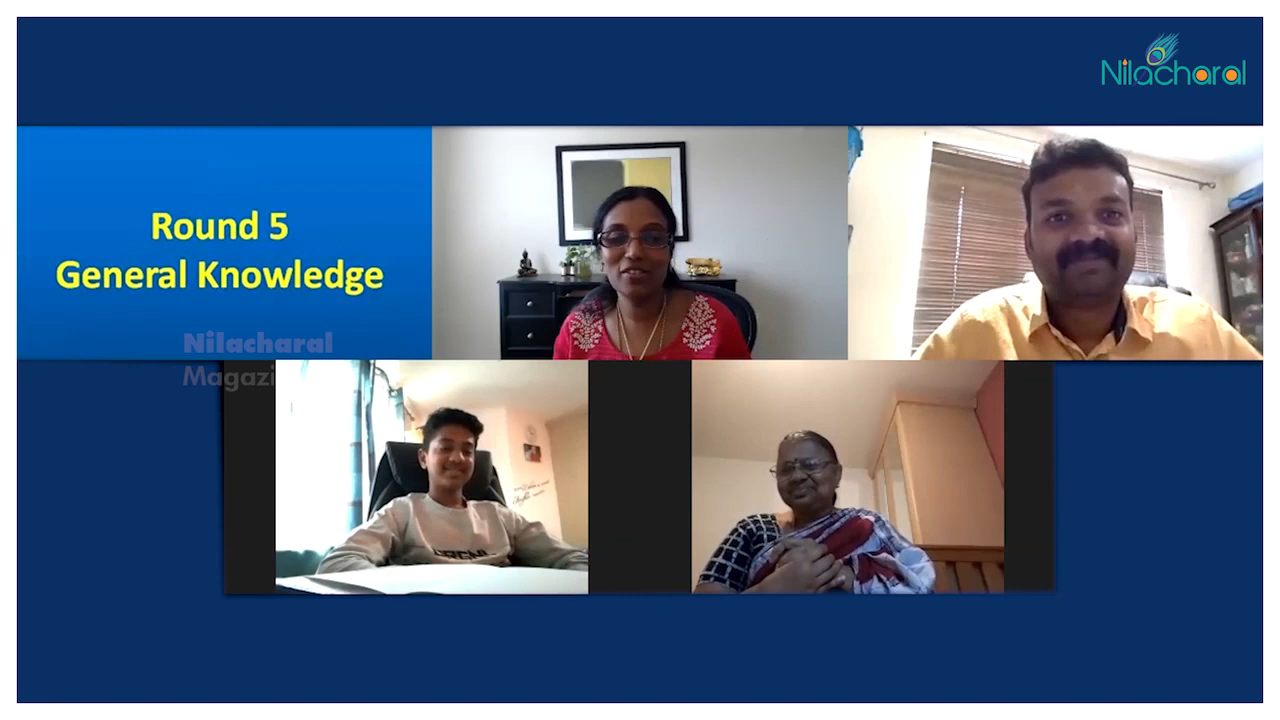 Nilacharal
Round 5
General Knowledge
Nilacharal
Magazi